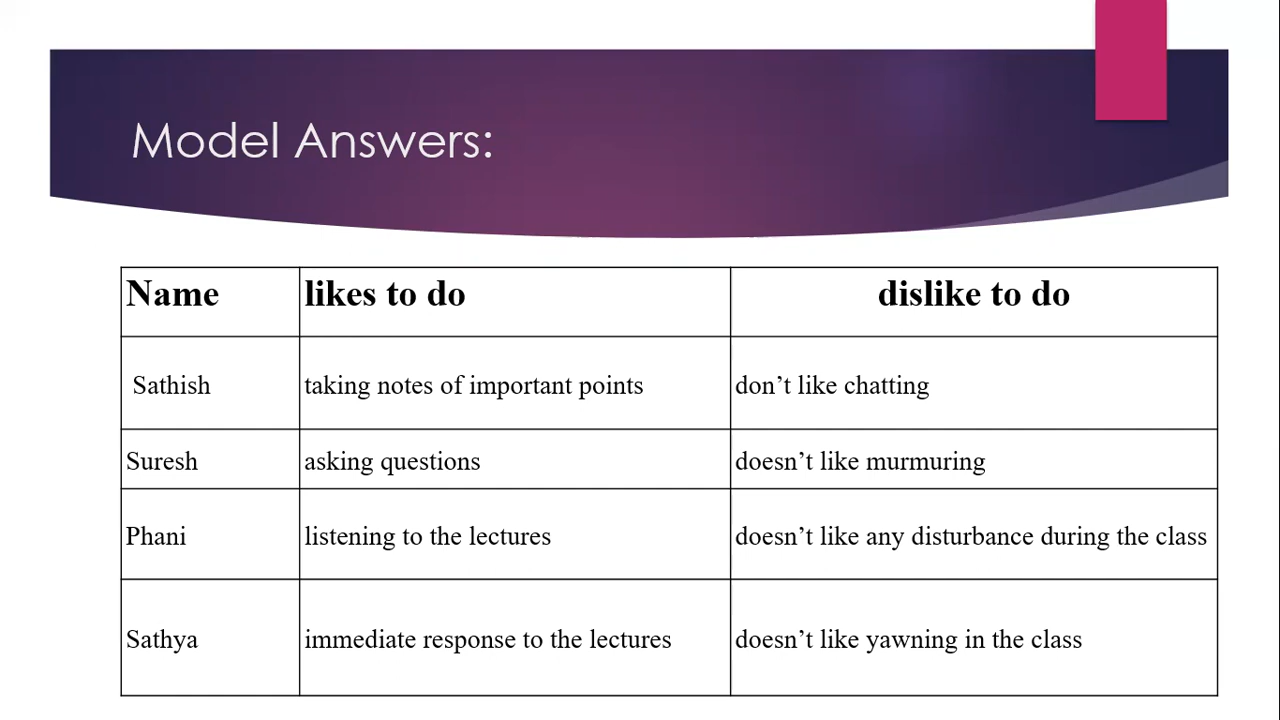 Model Answers:
Name likes to do dislike to do
Sathish taking notes of important points don’t like chatting
Suresh asking questions doesn’t like murmuring
Phani listening to the lectures doesn’t like any disturbance during the class
Sathya immediate response to the lectures doesn’t like yawning in the class